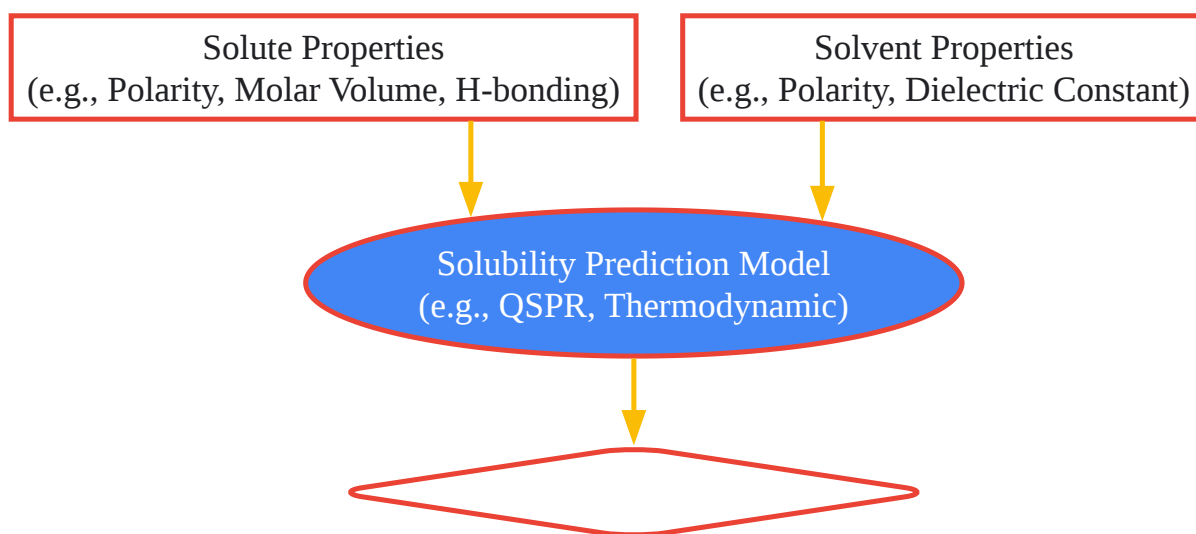 Solute Properties
(e.g., Polarity, Molar Volume, H-bonding)
Solvent Properties
(e.g., Polarity, Dielectric Constant)
Solubility Prediction Model
(e.g., QSPR, Thermodynamic)